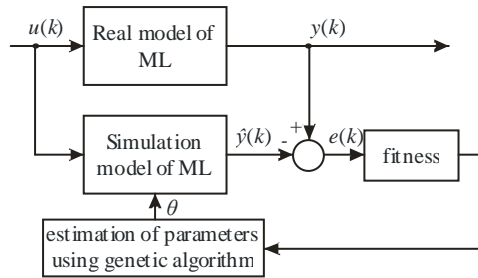 u(k)
Real model of
ML
y(k)
Simulation
model of ML
ŷ(k)
-
+
e(k)
fitness
θ
estimation of parameters
using genetic algorithm